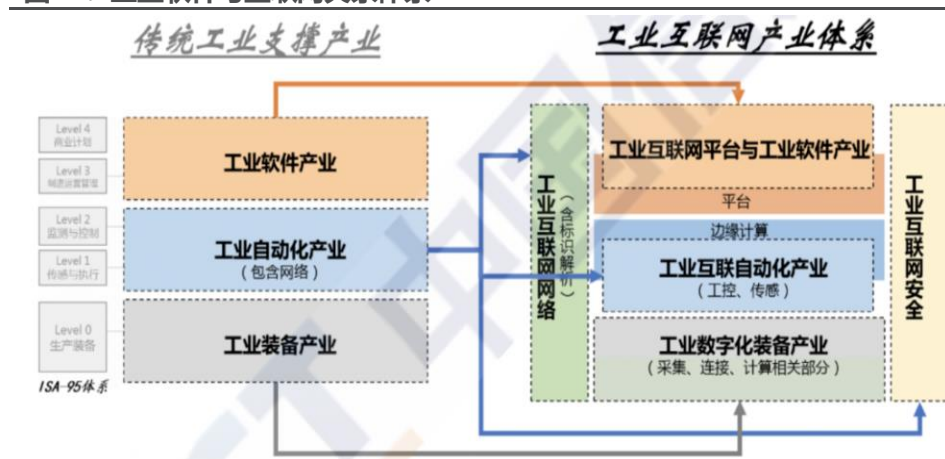 传统工业支撑产业
工业互联网产业体系
Level 4
商业计划
Level 3
制造运营管理
Level 2
监测与控制
Level 1
传感与执行
Level 0
生产装备
ISA-95体系
工业软件产业
工业自动化产业
(包含网络)
工业装备产业
工业互联网网络
(含标识解析)
工业互联网平台与工业软件产业
平台
边缘计算
工业互联自动化产业
(工控、传感)
工业数字化装备产业
(采集、连接、计算相关部分)
工业互联网安全